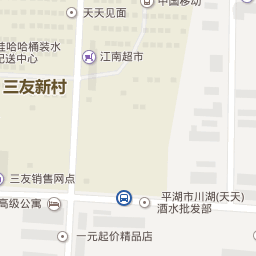 中国移动
天天见面
娃哈哈桶装水
配送中心
江南超市
三友新村
三友销售网点
高级公寓
平湖市川湖(天天)
酒水批发部
一元起价精品店